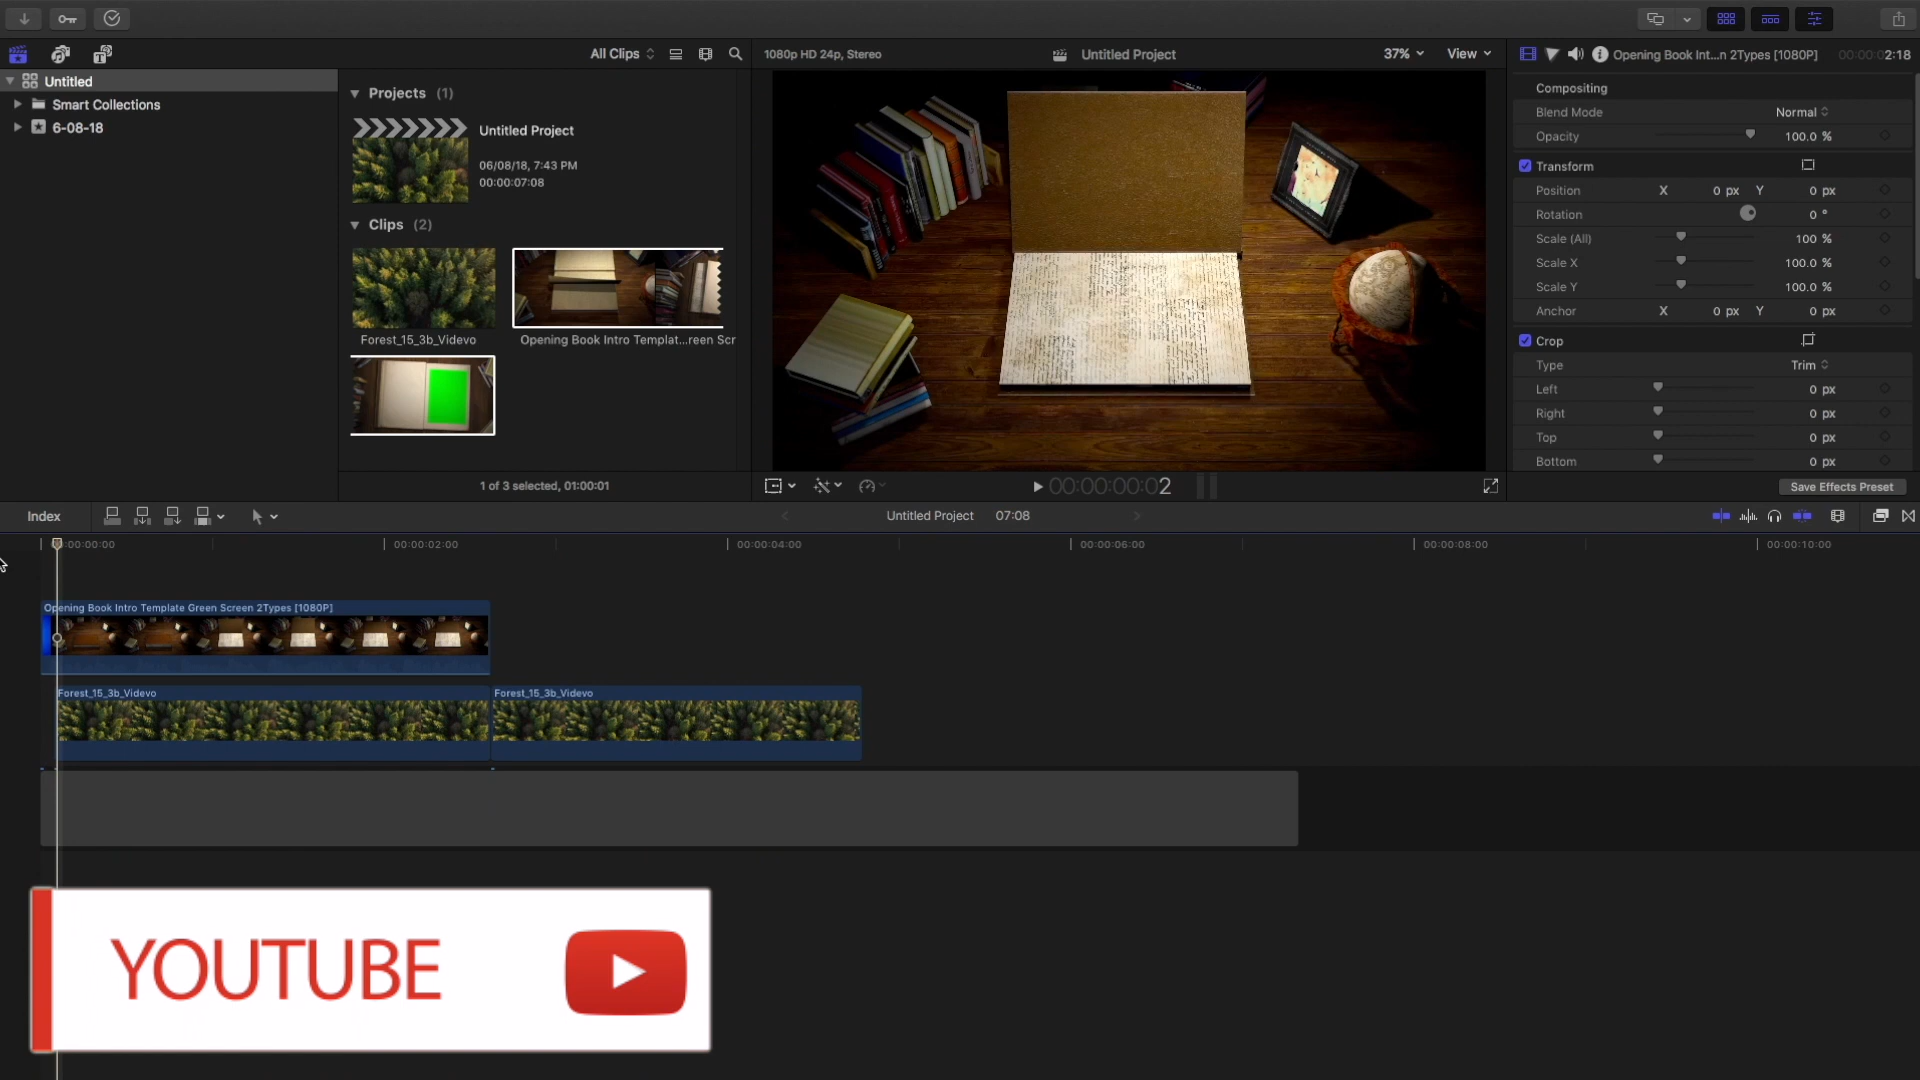 All Clips
1080p HD 24p, Stereo
Untitled Project
37%
View
Opening Book Int...n 2Types [1080P]
00:00:02:18
Untitled
Smart Collections
6-08-18
Projects (1)
Untitled Project
06/08/18, 7:43 PM
00:00:07:08
Clips (2)
Forest_15_3b_Videvo
Opening Book Intro Templat...reen Scr
1 of 3 selected, 01:00:01
00:00:00:02
Compositing
Blend Mode Normal
Opacity 100.0 %
Transform
Position X 0 px Y 0 px
Rotation 0 °
Scale (All) 100 %
Scale X 100.0 %
Scale Y 100.0 %
Anchor X 0 px Y 0 px
Crop
Type Trim
Left 0 px
Right 0 px
Top 0 px
Bottom 0 px
Save Effects Preset
Index
Untitled Project 07:08
:00:00:00 00:00:02:00 00:00:04:00 00:00:06:00 00:00:08:00 00:00:10:00
Opening Book Intro Template Green Screen 2Types [1080P]
Forest_15_3b_Videvo
Forest_15_3b_Videvo
YOUTUBE